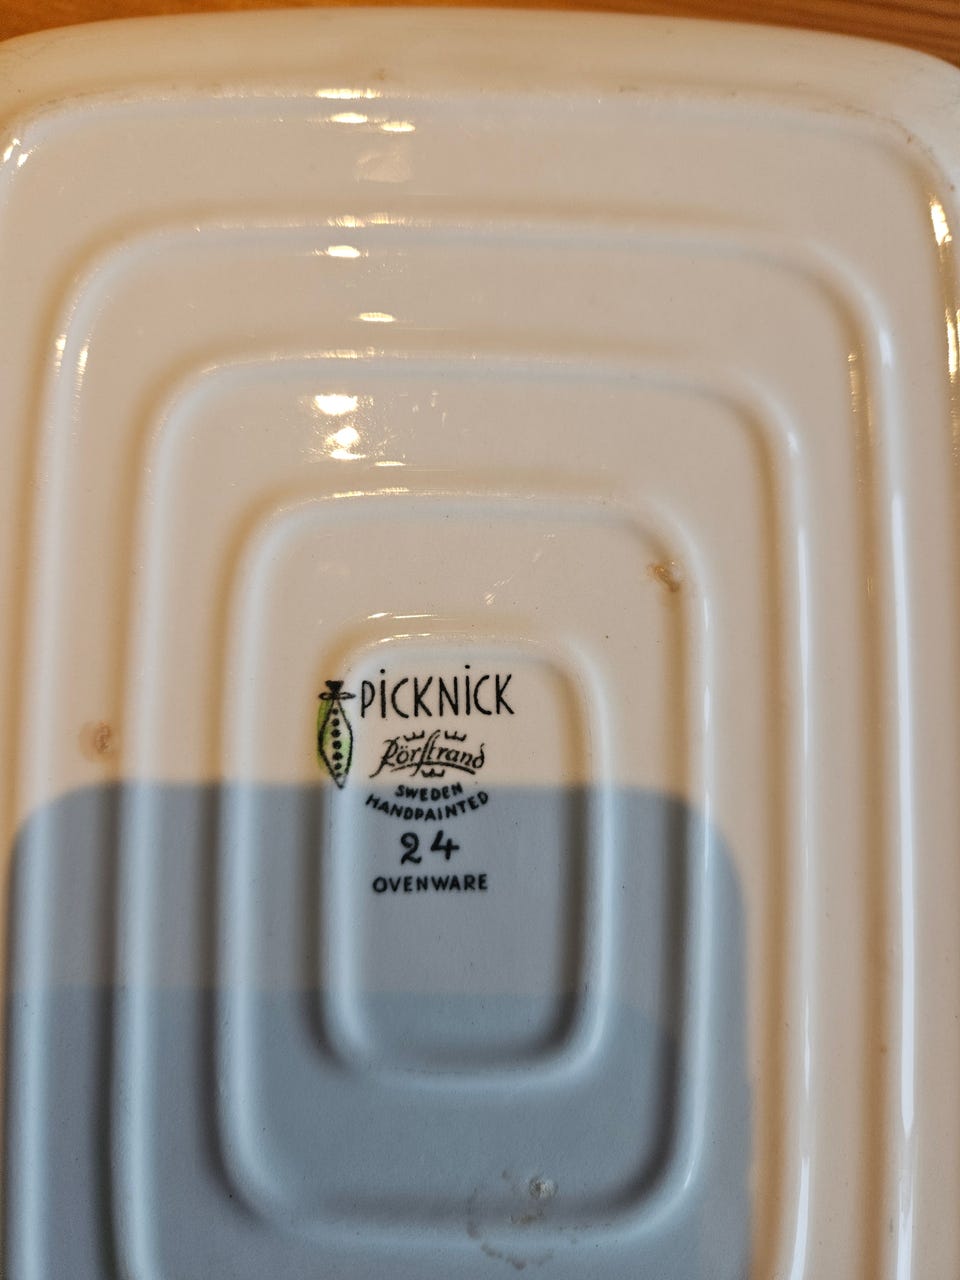 PiCKNiCK
Rörstrand
SWEDEN
HANDPAINTED
24
OVENWARE